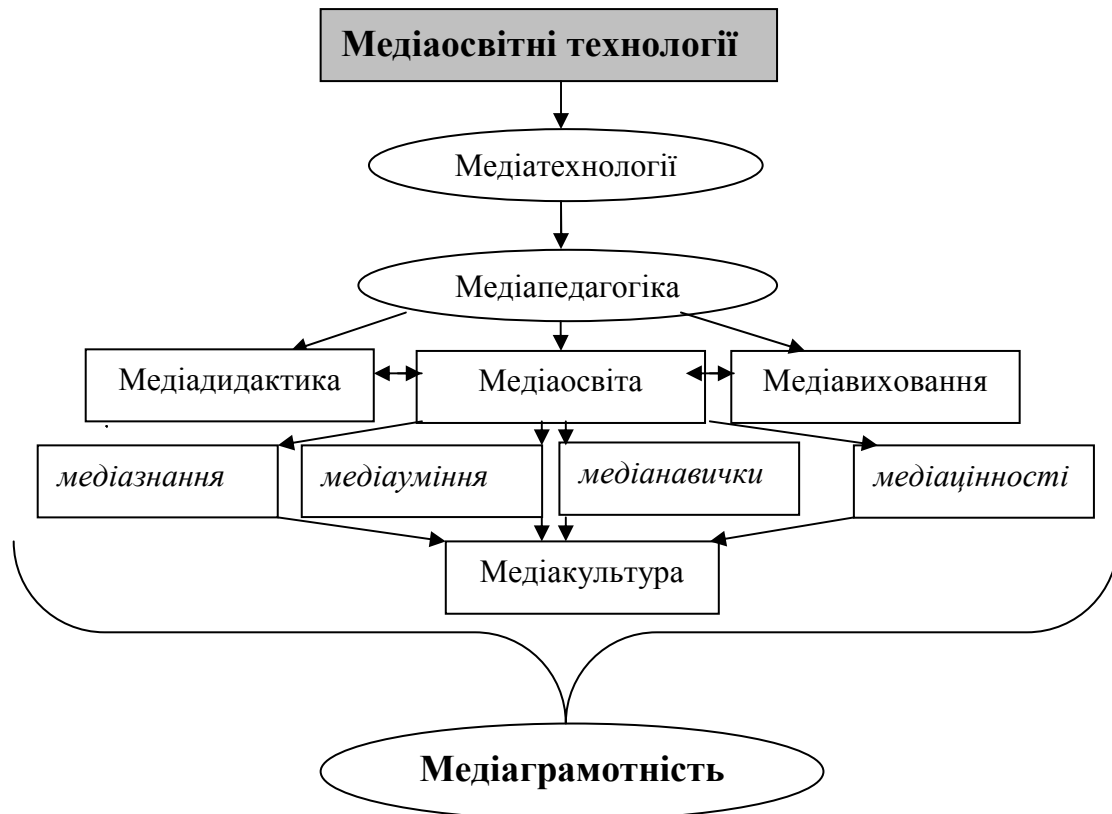 Медіаосвітні технології
Медіатехнології
Медіапедагогіка
Медіадидактика
Медіаосвіта
Медіавиховання
медіазнання
медіауміння
медіанавички
медіацінності
Медіакультура
Медіаграмотність